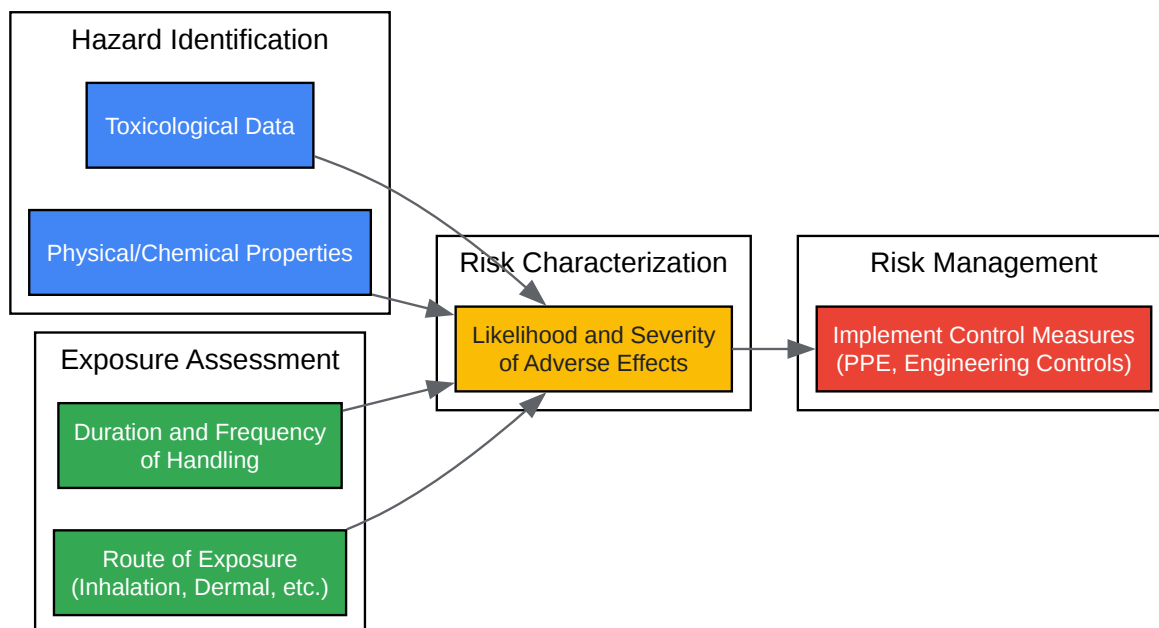 Hazard Identification
Toxicological Data
Physical/Chemical Properties
Exposure Assessment
Duration and Frequency
of Handling
Route of Exposure
(Inhalation, Dermal, etc.)
Risk Characterization
Likelihood and Severity
of Adverse Effects
Risk Management
Implement Control Measures
(PPE, Engineering Controls)